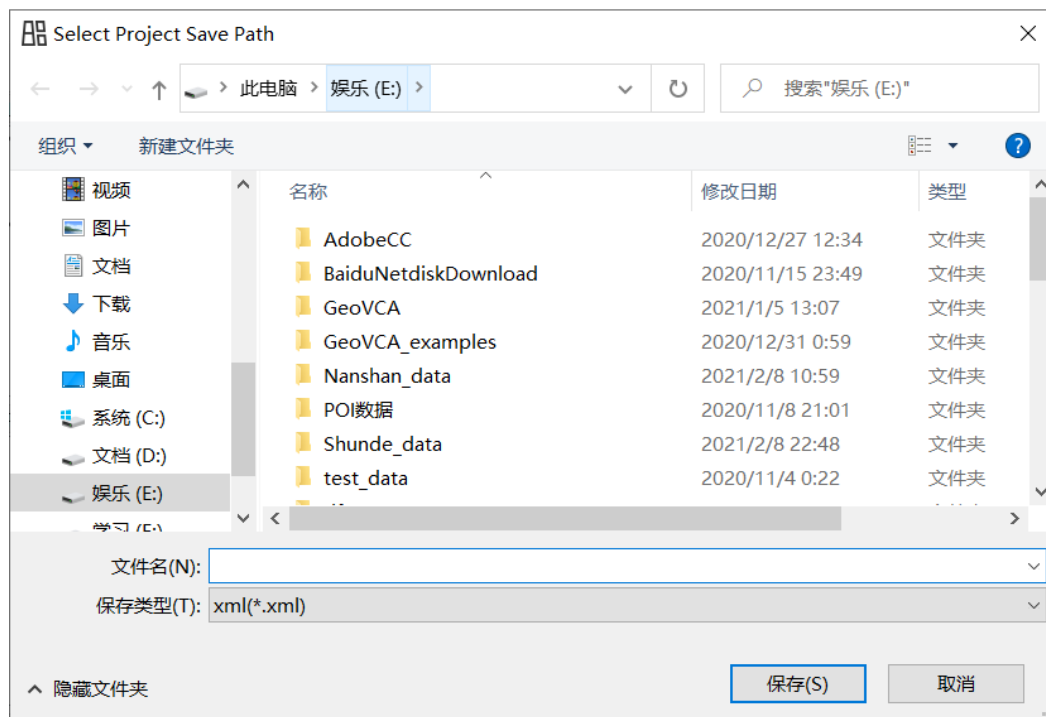 Select Project Save Path
此电脑 娱乐 (E:) 搜索"娱乐 (E:)"
组织 新建文件夹
视频
图片
文档
下载
音乐
桌面
系统 (C:)
文档 (D:)
娱乐 (E:)
名称 修改日期 类型
AdobeCC 2020/12/27 12:34 文件夹
BaiduNetdiskDownload 2020/11/15 23:49 文件夹
GeoVCA 2021/1/5 13:07 文件夹
GeoVCA_examples 2020/12/31 0:59 文件夹
Nanshan_data 2021/2/8 10:59 文件夹
POI数据 2020/11/8 21:01 文件夹
Shunde_data 2021/2/8 22:48 文件夹
test_data 2020/11/4 0:22 文件夹
文件名(N):
保存类型(T): xml(*.xml)
隐藏文件夹 保存(S) 取消